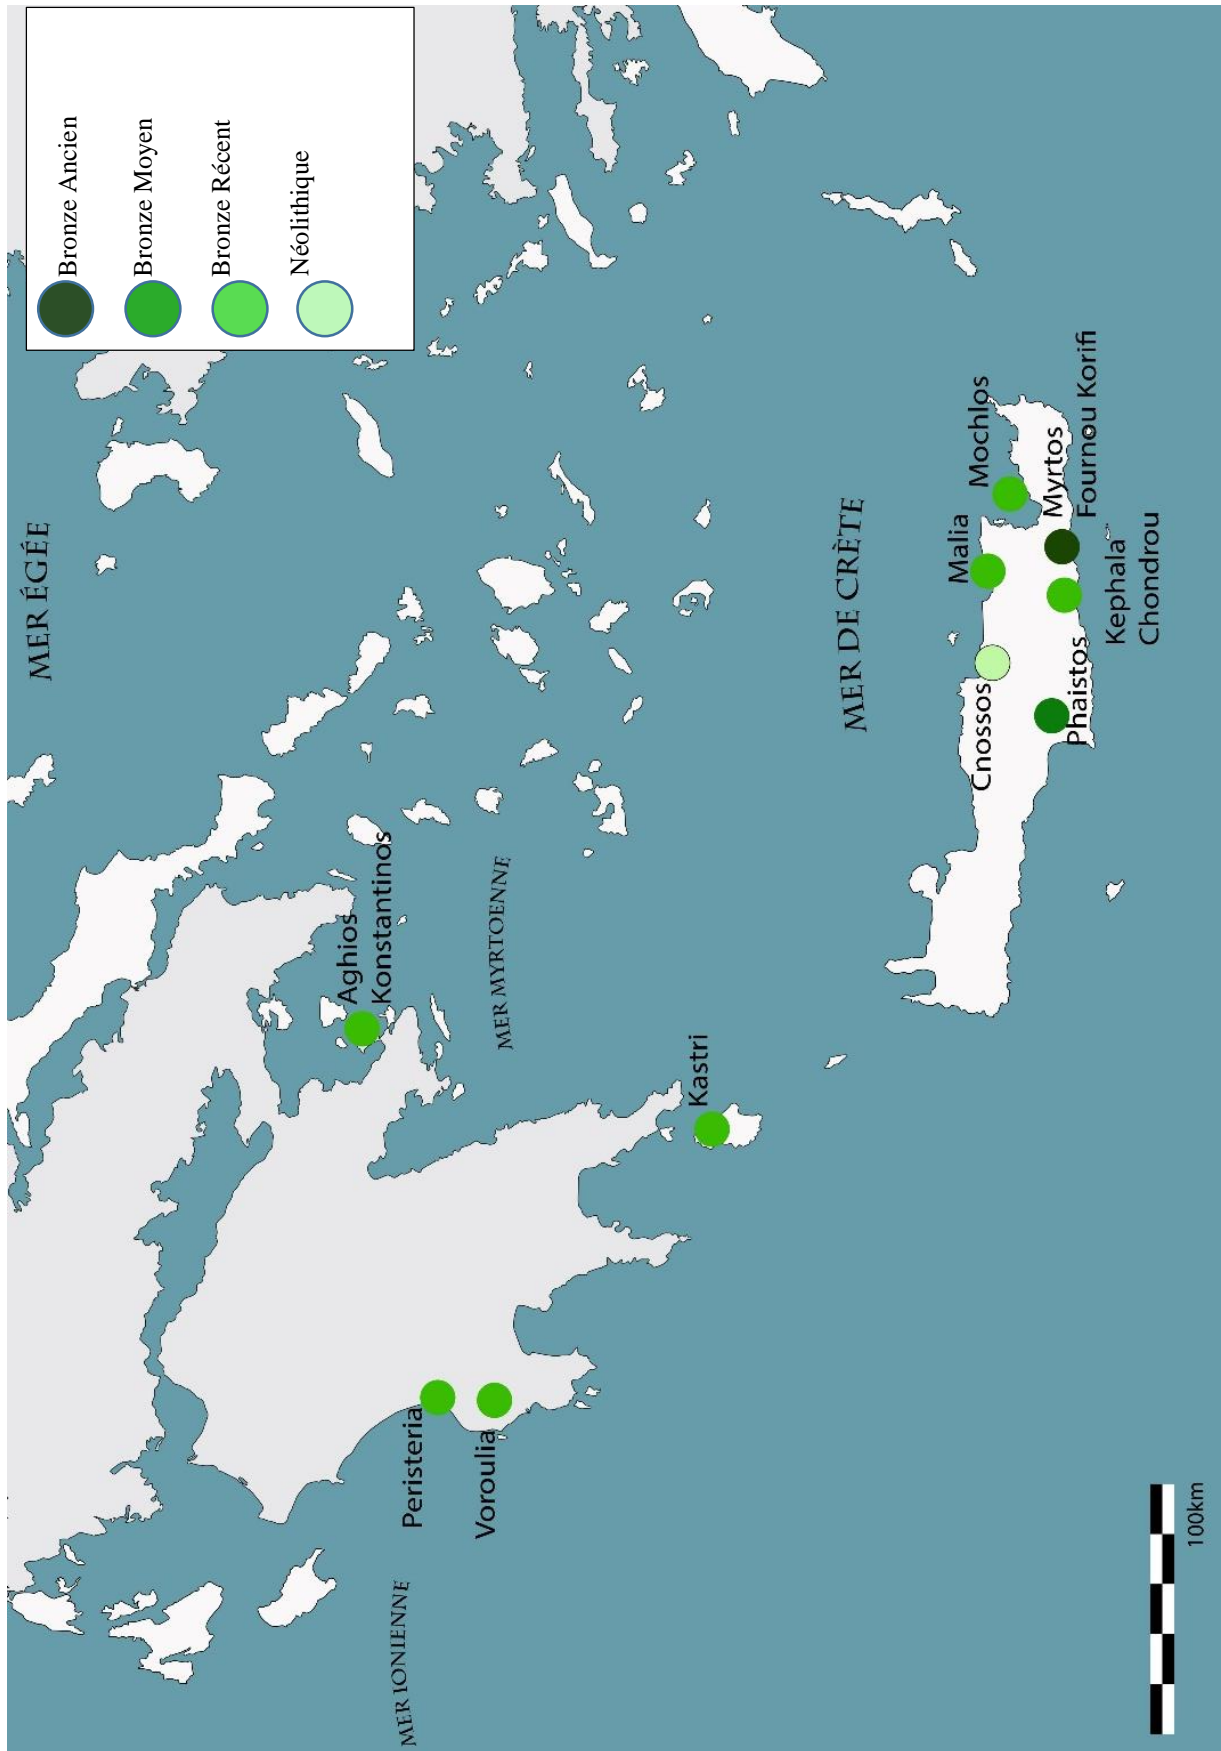 Bronze Ancien
Bronze Moyen
Bronze Récent
Néolithique
MER ÉGÉE
Aghios
Konstantinos
MER MYRTOENNE
Peristeria
Voroulia
MER IONIENNE
Kastri
MER DE CRÈTE
Malia
Mochlos
Cnossos
Myrtos
Fournou Korifi
Phaistos
Kephala
Chondrou
100km